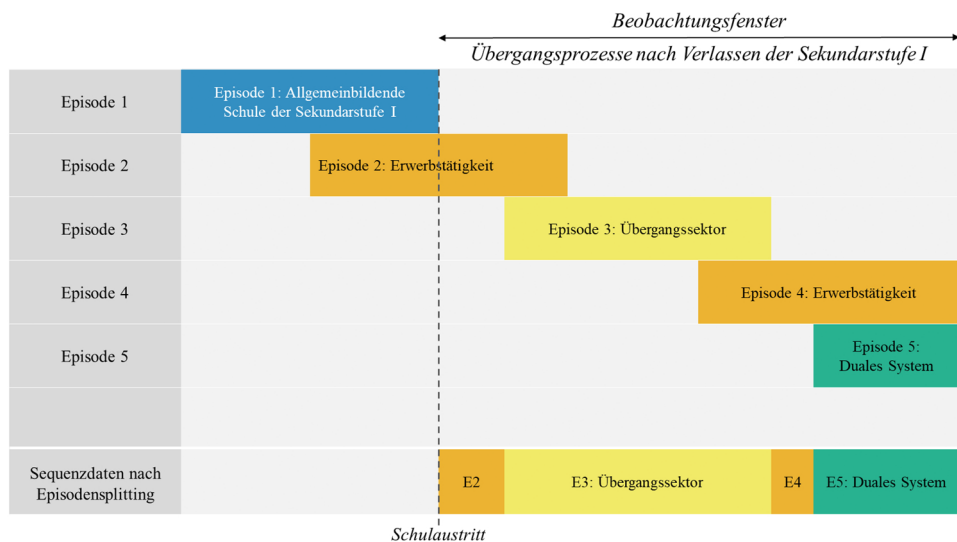 Beobachtungsfenster
Übergangsprozesse nach Verlassen der Sekundarstufe I
Episode 1
Episode 1: Allgemeinbildende
Schule der Sekundarstufe I
Episode 2
Episode 2: Erwerbstätigkeit
Episode 3
Episode 3: Übergangssektor
Episode 4
Episode 4: Erwerbstätigkeit
Episode 5
Episode 5:
Duales System
Sequenzdaten nach
Episodensplitting
E2
E3: Übergangssektor
E4
E5: Duales System
Schulaustritt